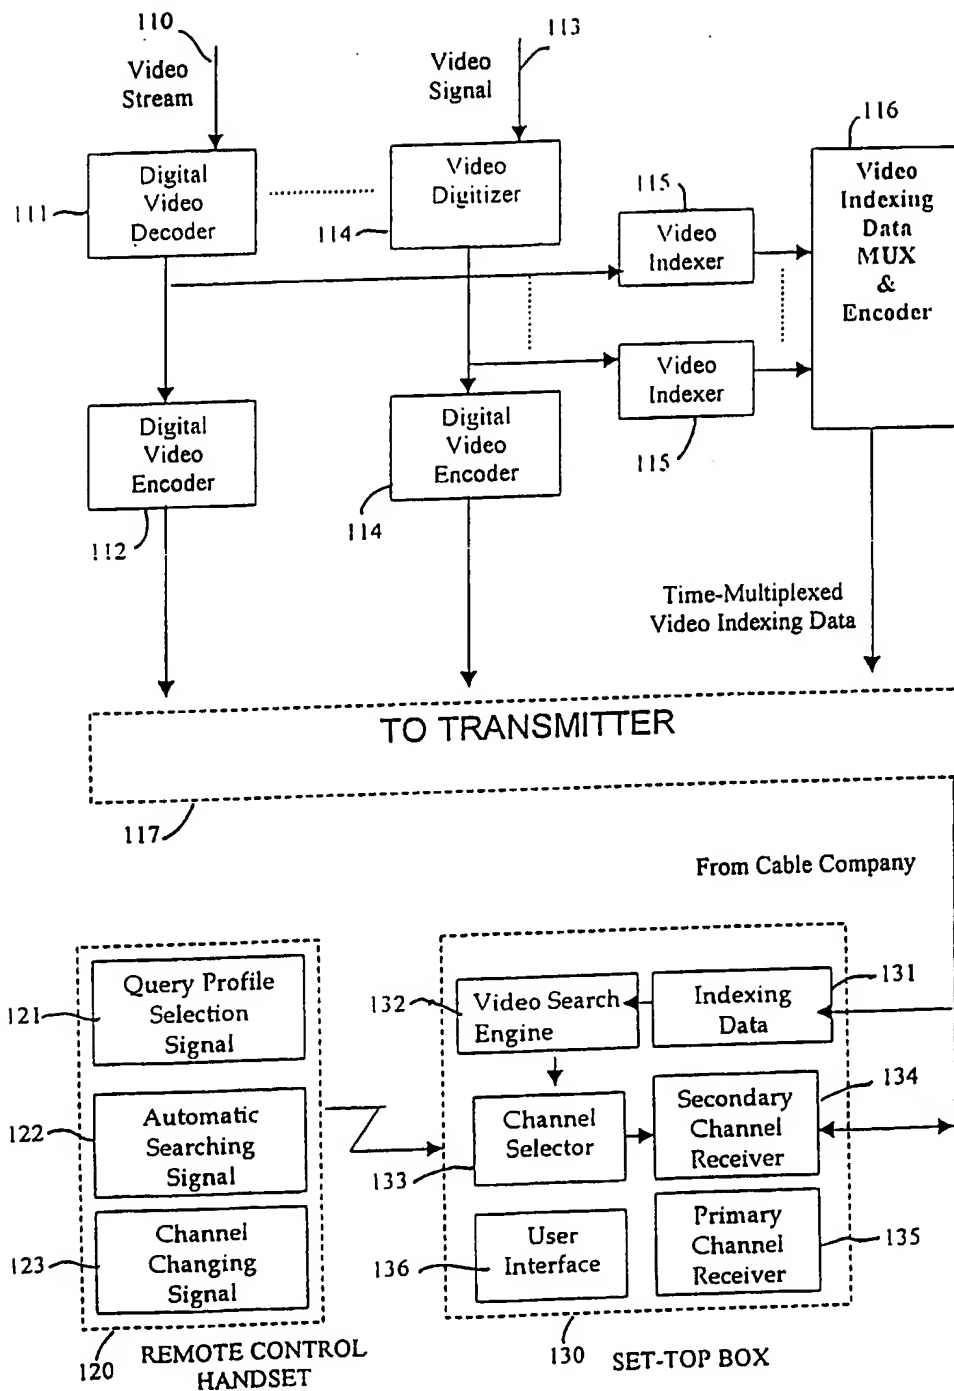 110
113
Video
Stream
Video
Signal
116
Digital
Video
Decoder
111
Video
Digitizer
114
115
Video
Indexer
Video
Indexing
Data
MUX
&
Encoder
Video
Indexer
115
Digital
Video
Encoder
112
Digital
Video
Encoder
114
Time-Multiplexed
Video Indexing Data
TO TRANSMITTER
117
From Cable Company
Query Profile
Selection
Signal
121
Automatic
Searching
Signal
122
Channel
Changing
Signal
123
120
REMOTE CONTROL
HANDSET
132
Video Search
Engine
Indexing
Data
131
Channel
Selector
133
Secondary
Channel
Receiver
134
User
Interface
136
Primary
Channel
Receiver
135
130
SET-TOP BOX